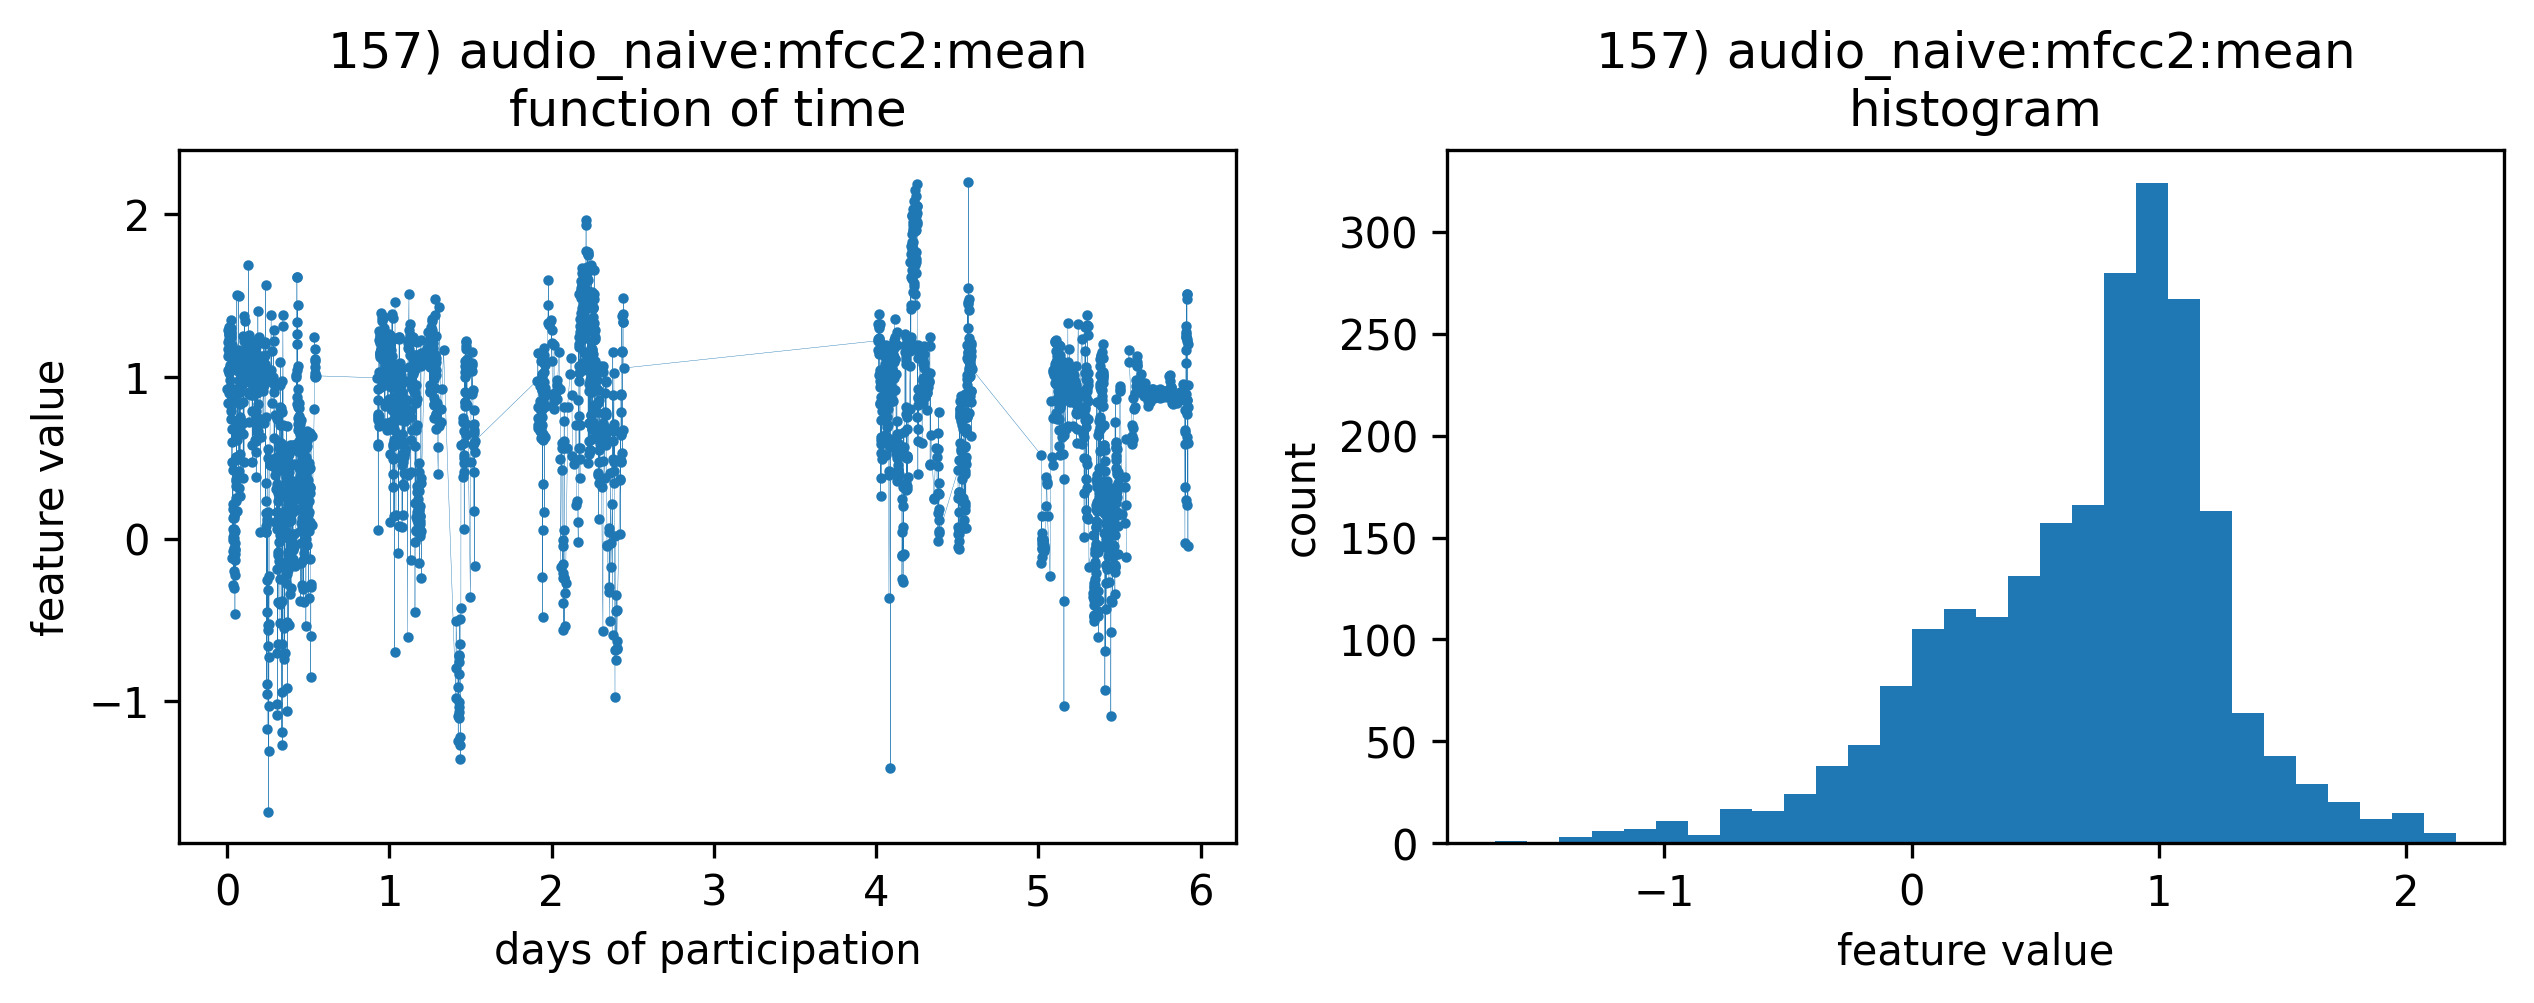 157) audio_naive:mfcc2:mean
function of time
2
1
0
−1
feature value
0 1 2 3 4 5 6
days of participation
157) audio_naive:mfcc2:mean
histogram
300
250
200
150
100
50
0
count
−1 0 1 2
feature value